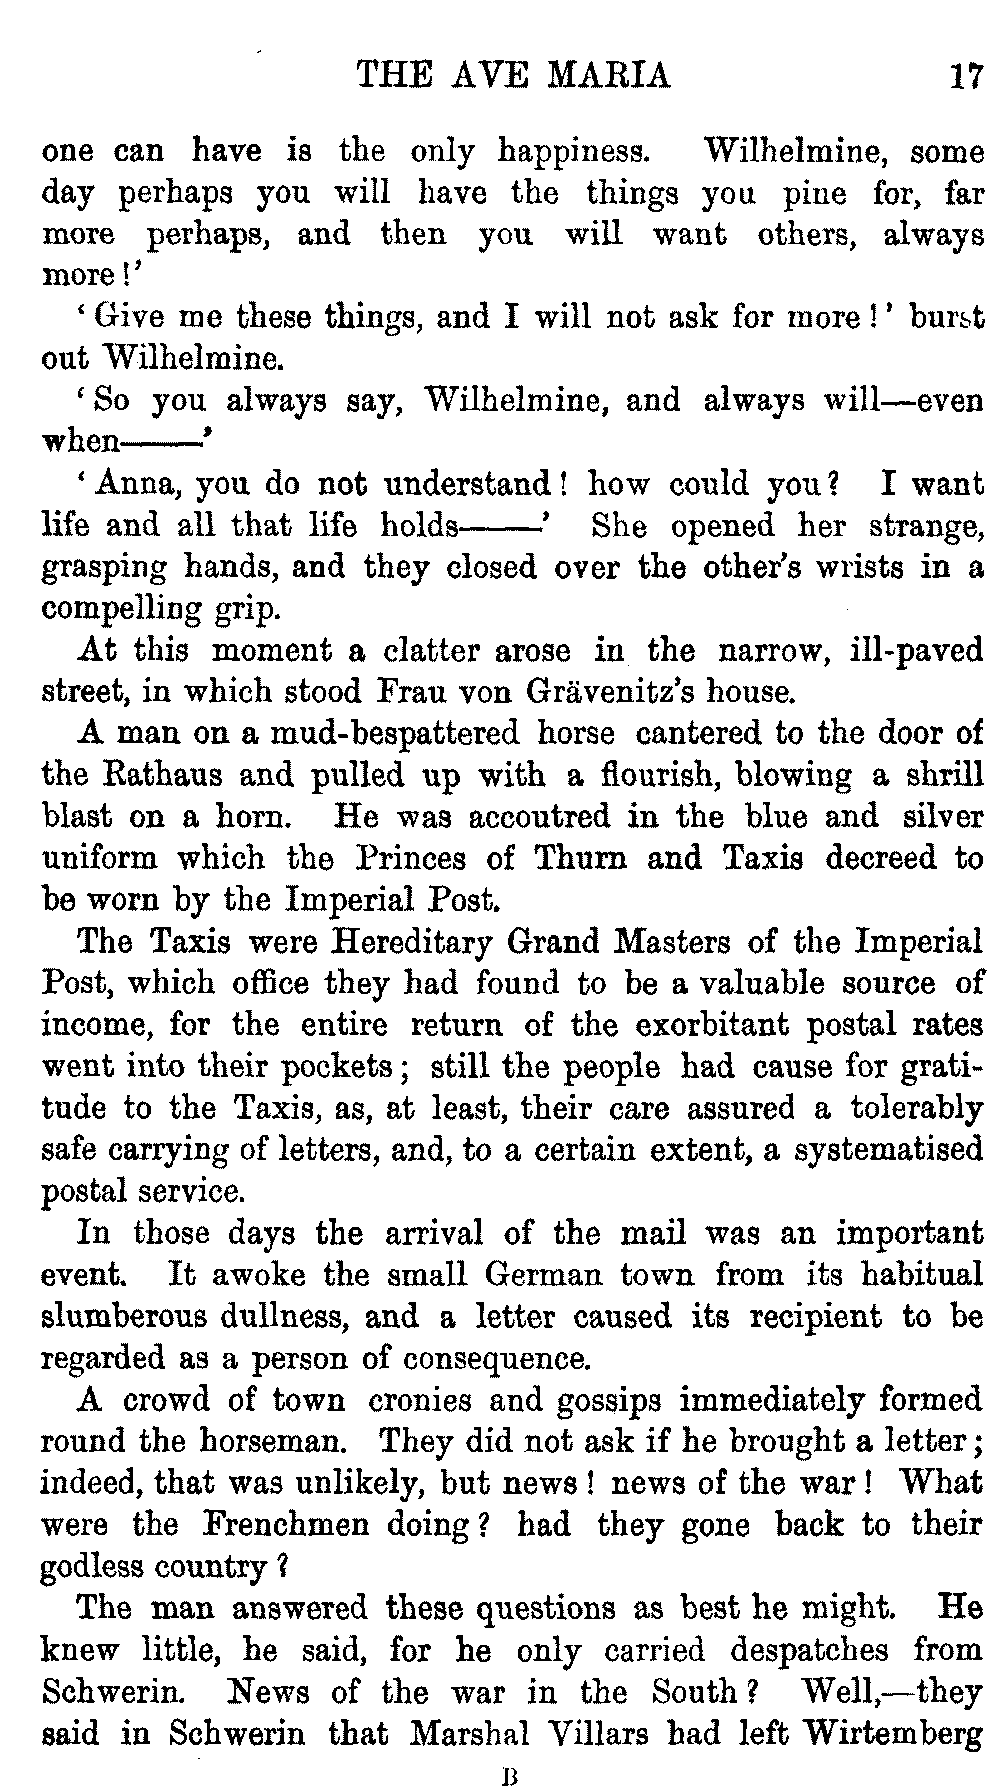 THE AVE MARIA 17
one can have is the only happiness. Wilhelmine, some
day perhaps you will have the things you pine for, far
more perhaps, and then you will want others, always
more!'
'Give me these things, and I will not ask for more!' burst
out Wilhelmine.
'So you always say, Wilhelmine, and always will—even
when——'
'Anna, you do not understand! how could you? I want
life and all that life holds——' She opened her strange,
grasping hands, and they closed over the other's wrists in a
compelling grip.
At this moment a clatter arose in the narrow, ill-paved
street, in which stood Frau von Grävenitz's house.
A man on a mud-bespattered horse cantered to the door of
the Rathaus and pulled up with a flourish, blowing a shrill
blast on a horn. He was accoutred in the blue and silver
uniform which the Princes of Thurn and Taxis decreed to
be worn by the Imperial Post.
The Taxis were Hereditary Grand Masters of the Imperial
Post, which office they had found to be a valuable source of
income, for the entire return of the exorbitant postal rates
went into their pockets; still the people had cause for grati-
tude to the Taxis, as, at least, their care assured a tolerably
safe carrying of letters, and, to a certain extent, a systematised
postal service.
In those days the arrival of the mail was an important
event. It awoke the small German town from its habitual
slumberous dullness, and a letter caused its recipient to be
regarded as a person of consequence.
A crowd of town cronies and gossips immediately formed
round the horseman. They did not ask if he brought a letter;
indeed, that was unlikely, but news! news of the war! What
were the Frenchmen doing? had they gone back to their
godless country?
The man answered these questions as best he might. He
knew little, he said, for he only carried despatches from
Schwerin. News of the war in the South? Well,—they
said in Schwerin that Marshal Villars had left Wirtemberg
B